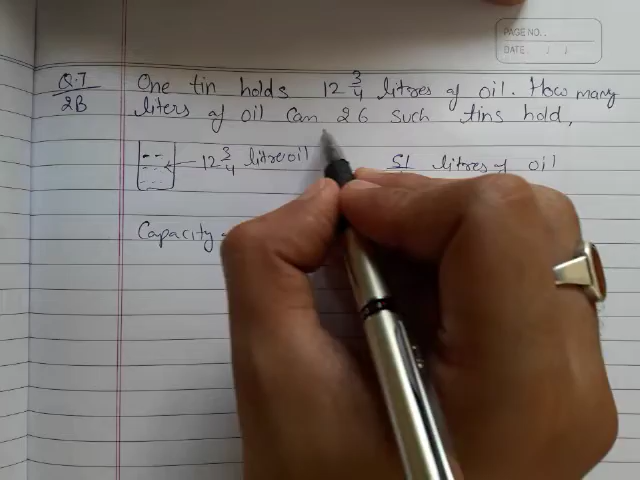 PAGE NO.
DATE / /
Q.7 One tin holds 12 3/4 litres of oil. How many
2B liters of oil can 26 such tins hold,
12 3/4 litre oil 51 litres of oil
Capacity